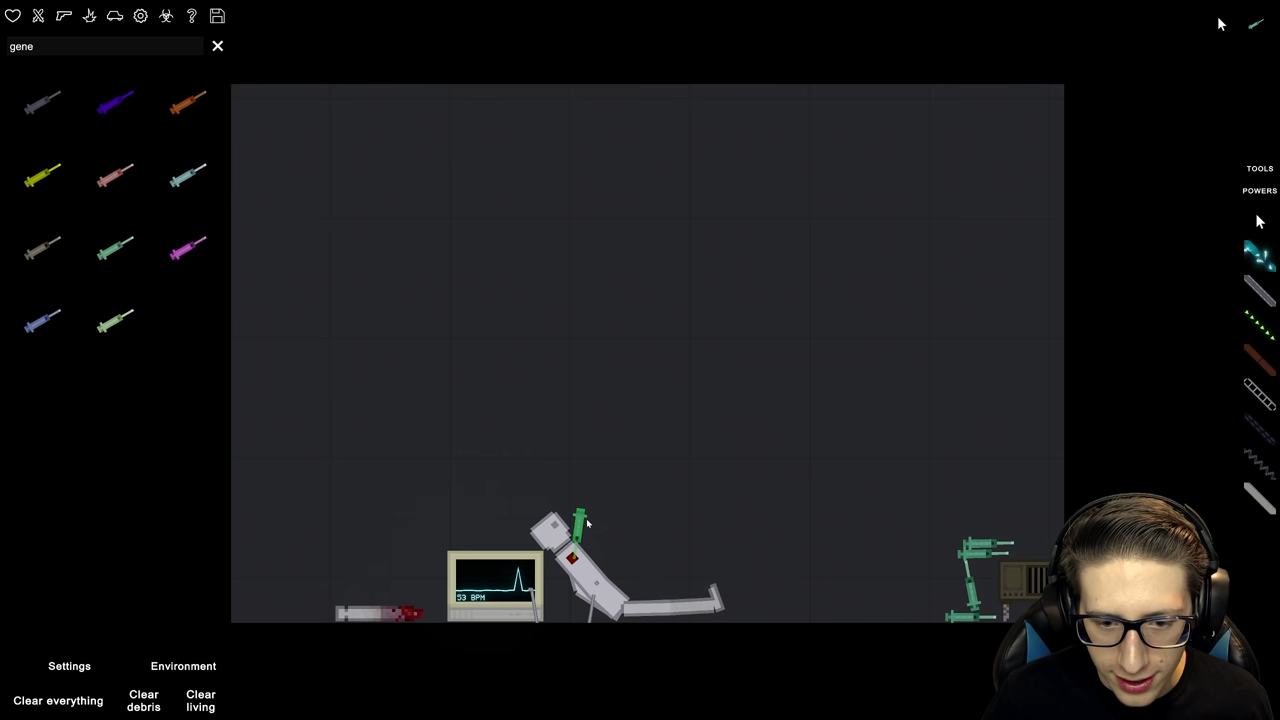 gene
TOOLS
POWERS
53 BPM
Settings
Environment
Clear everything
Clear debris
Clear living